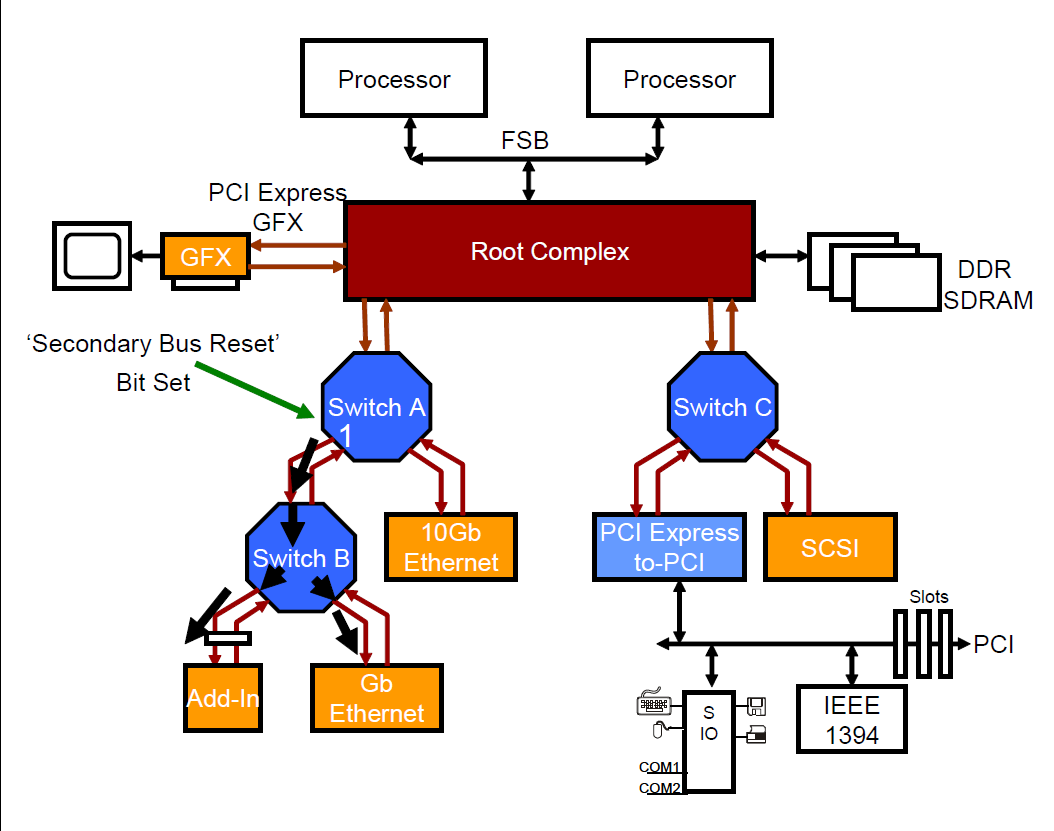 Processor
Processor
FSB
PCI Express
GFX
GFX
Root Complex
DDR
SDRAM
‘Secondary Bus Reset’
Bit Set
Switch A
1
Switch C
Switch B
10Gb
Ethernet
PCI Express
to-PCI
SCSI
Slots
PCI
Add-In
Gb
Ethernet
S
IO
IEEE
1394
COM1
COM2